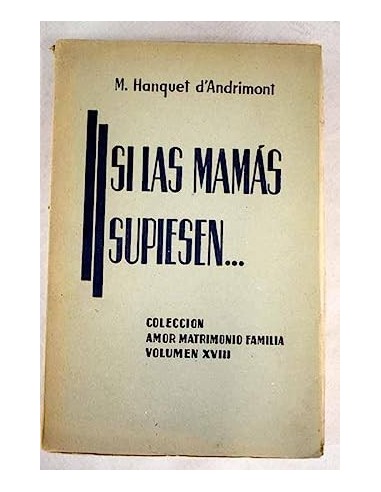 M. Hanquet d'Andrimont
SI LAS MAMÁS
SUPIESEN...
COLECCION
AMOR MATRIMONIO FAMILIA
VOLUMEN XVIII